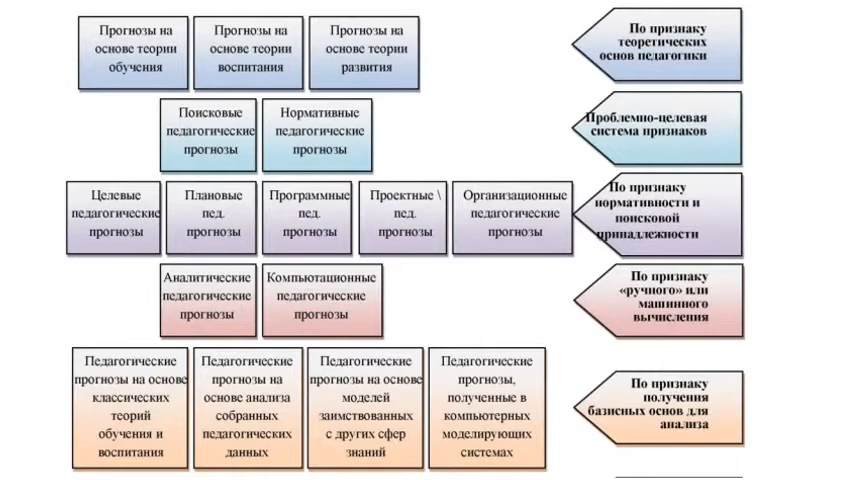 Прогнозы на
основе теории
обучения
Прогнозы на
основе теории
воспитания
Прогнозы на
основе теории
развития
По признаку
теоретических
основ педагогики
Поисковые
педагогические
прогнозы
Нормативные
педагогические
прогнозы
Проблемно-целевая
система признаков
Целевые
педагогические
прогнозы
Плановые
пед.
прогнозы
Программные
пед.
прогнозы
Проектные \
пед.
прогнозы
Организационные
педагогические
прогнозы
По признаку
нормативности и
поисковой
принадлежности
Аналитические
педагогические
прогнозы
Компьютационные
педагогические
прогнозы
По признаку
«ручного» или
машинного
вычисления
Педагогические
прогнозы на основе
классических
теорий
обучения и
воспитания
Педагогические
прогнозы на
основе анализа
собранных
педагогических
данных
Педагогические
прогнозы на основе
моделей
заимствованных
с других сфер
знаний
Педагогические
прогнозы,
полученные в
компьютерных
моделирующих
системах
По признаку
получения
базисных основ для
анализа